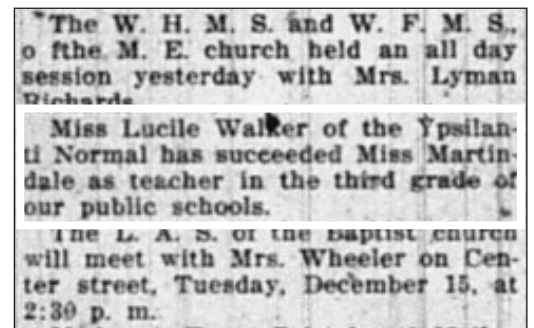 The W. H. M. S. and W. F. M. S.,
o fthe M. E. church held an all day
session yesterday with Mrs. Lyman
Richards
Miss Lucile Walker of the Ypsilan-
ti Normal has succeeded Miss Martin-
dale as teacher in the third grade of
our public schools.
The L. A. S. of the Baptist church
will meet with Mrs. Wheeler on Cen-
ter street, Tuesday, December 15, at
2:30 p. m.